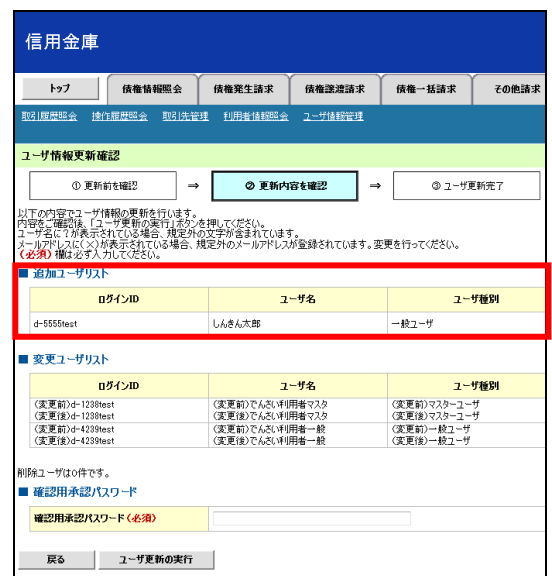 信用金庫
トップ 債権情報照会 債権発生請求 債権譲渡請求 債権一括請求 その他請求
取引履歴照会 操作履歴照会 取引先管理 利用者情報照会 ユーザ情報管理
ユーザ情報更新確認
① 更新前を確認 ⇒ ② 更新内容を確認 ⇒ ③ ユーザ更新完了
以下の内容でユーザ情報の更新を行います。
内容をご確認後、「ユーザ更新の実行」ボタンを押してください。
ユーザ名に?が表示されている場合、規定外の文字が含まれています。
メールアドレスに(×)が表示されている場合、規定外のメールアドレスが登録されています。変更を行ってください。
(必須)欄は必ず入力してください。
■ 追加ユーザリスト
ログインID ユーザ名 ユーザ種別
d-5555test しんきん太郎 一般ユーザ
■ 変更ユーザリスト
ログインID ユーザ名 ユーザ種別
(変更前)d-1238test (変更前)でんさい利用者マスタ (変更前)マスターユーザ
(変更後)d-1238test (変更後)でんさい利用者マスタ (変更後)マスターユーザ
(変更前)d-4239test (変更前)でんさい利用者一般 (変更前)一般ユーザ
(変更後)d-4239test (変更後)でんさい利用者一般 (変更後)一般ユーザ
削除ユーザは0件です。
■ 確認用承認パスワード
確認用承認パスワード(必須)
戻る ユーザ更新の実行